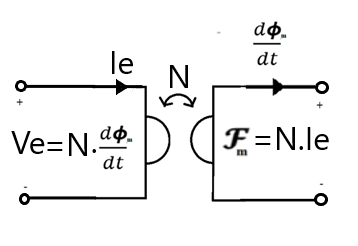 Ie
N
dϕₘ/dt
+
+
Ve=N·dϕₘ/dt
ℱₘ=N.Ie
-
-